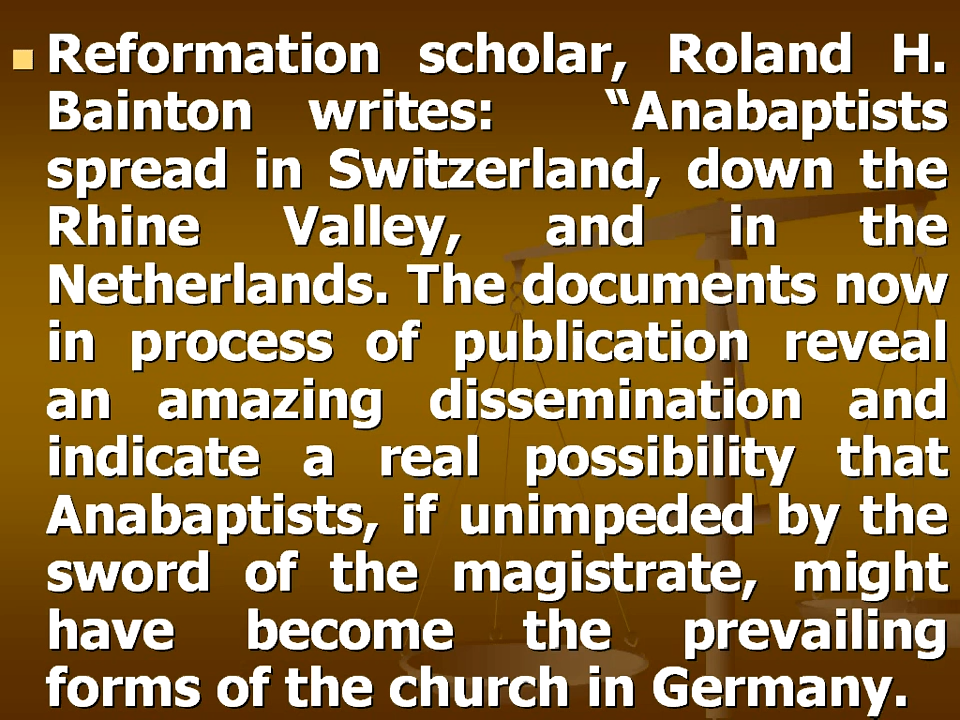 Reformation scholar, Roland H.
Bainton writes: “Anabaptists
spread in Switzerland, down the
Rhine Valley, and in the
Netherlands. The documents now
in process of publication reveal
an amazing dissemination and
indicate a real possibility that
Anabaptists, if unimpeded by the
sword of the magistrate, might
have become the prevailing
forms of the church in Germany.